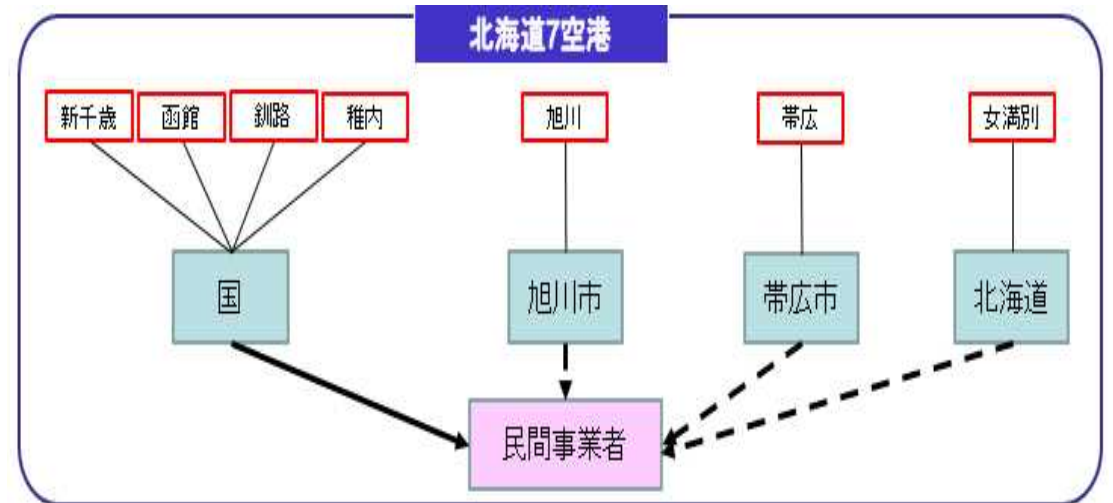 北海道7空港
新千歳
函館
釧路
稚内
旭川
帯広
女満別
国
旭川市
帯広市
北海道
民間事業者